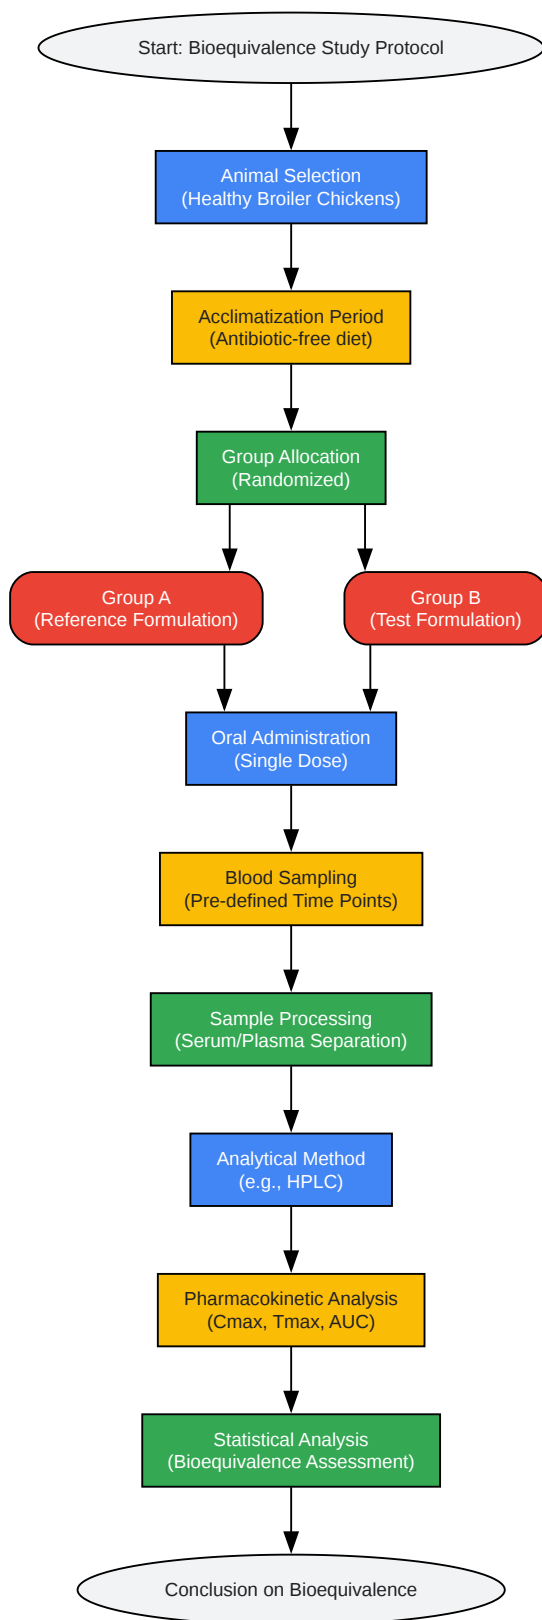 Start: Bioequivalence Study Protocol
Animal Selection
(Healthy Broiler Chickens)
Acclimatization Period
(Antibiotic-free diet)
Group Allocation
(Randomized)
Group A
(Reference Formulation)
Group B
(Test Formulation)
Oral Administration
(Single Dose)
Blood Sampling
(Pre-defined Time Points)
Sample Processing
(Serum/Plasma Separation)
Analytical Method
(e.g., HPLC)
Pharmacokinetic Analysis
(Cmax, Tmax, AUC)
Statistical Analysis
(Bioequivalence Assessment)
Conclusion on Bioequivalence